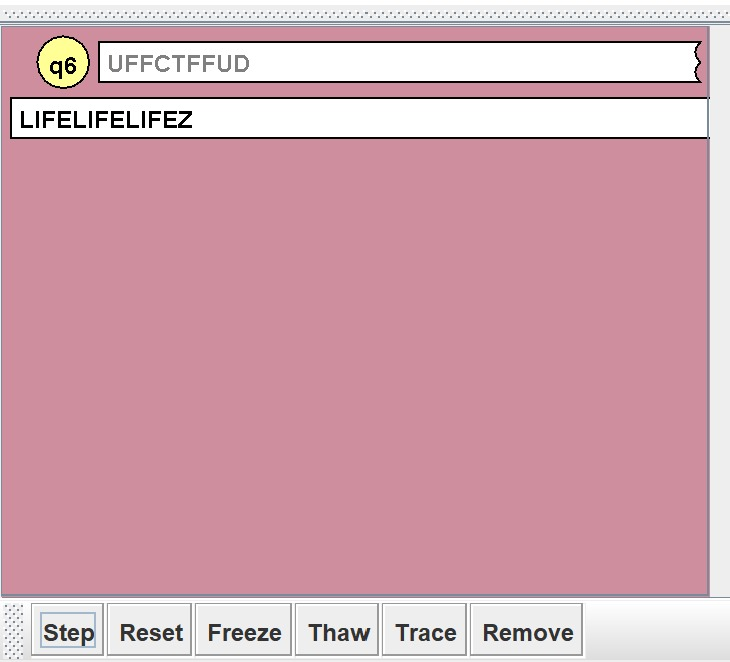 q6 UFFCTFFUD
LIFELIFELIFEZ
Step Reset Freeze Thaw Trace Remove